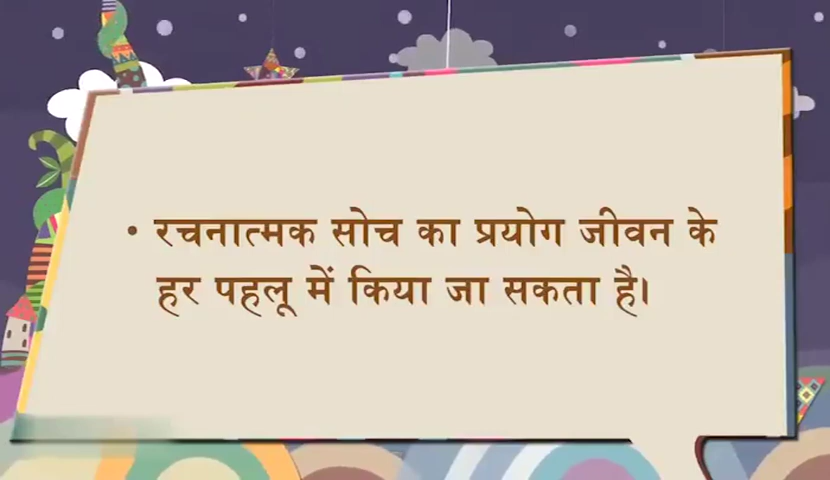 • रचनात्मक सोच का प्रयोग जीवन के
हर पहलू में किया जा सकता है।